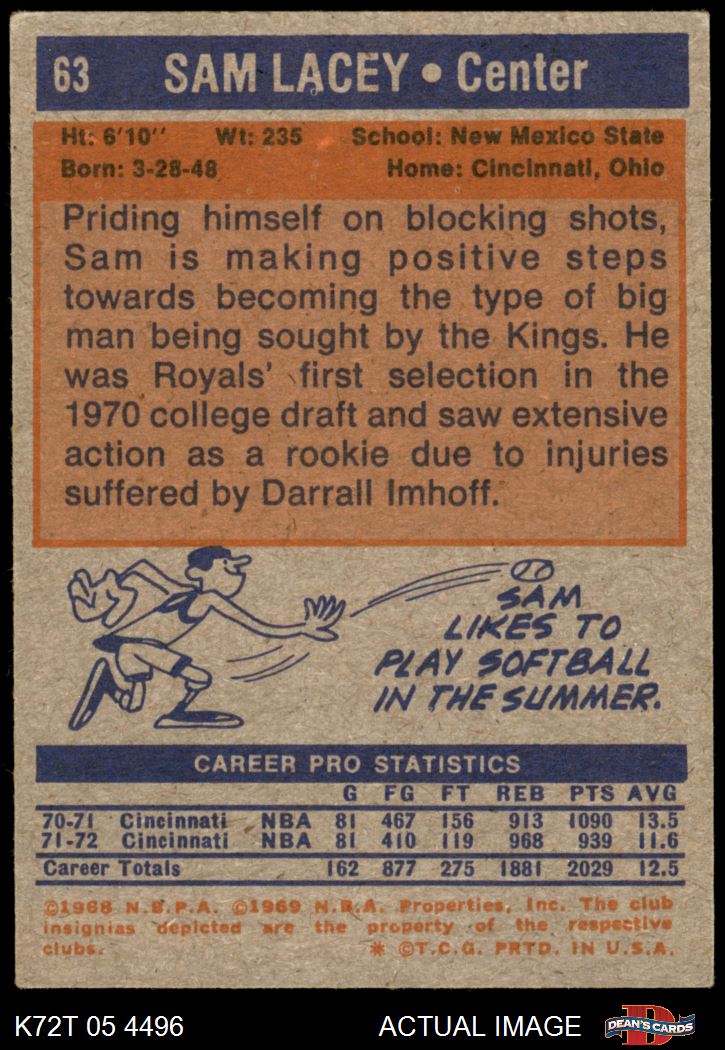 63 SAM LACEY • Center
Ht: 6'10'' Wt: 235 School: New Mexico State
Born: 3-28-48 Home: Cincinnati, Ohio
Priding himself on blocking shots,
Sam is making positive steps
towards becoming the type of big
man being sought by the Kings. He
was Royals' first selection in the
1970 college draft and saw extensive
action as a rookie due to injuries
suffered by Darrall Imhoff.
SAM
LIKES TO
PLAY SOFTBALL
IN THE SUMMER.
CAREER PRO STATISTICS
G FG FT REB PTS AVG
70-71 Cincinnati NBA 81 467 156 913 1090 13.5
71-72 Cincinnati NBA 81 410 119 968 939 11.6
Career Totals 162 877 275 1881 2029 12.5
©1968 N.B.P.A. ©1969 N.B.A. Properties, Inc. The club
insignias depicted are the property of the respective
clubs. * ©T.C.G. PRTD. IN U.S.A.
K72T 05 4496 ACTUAL IMAGE D DEAN'S CARDS